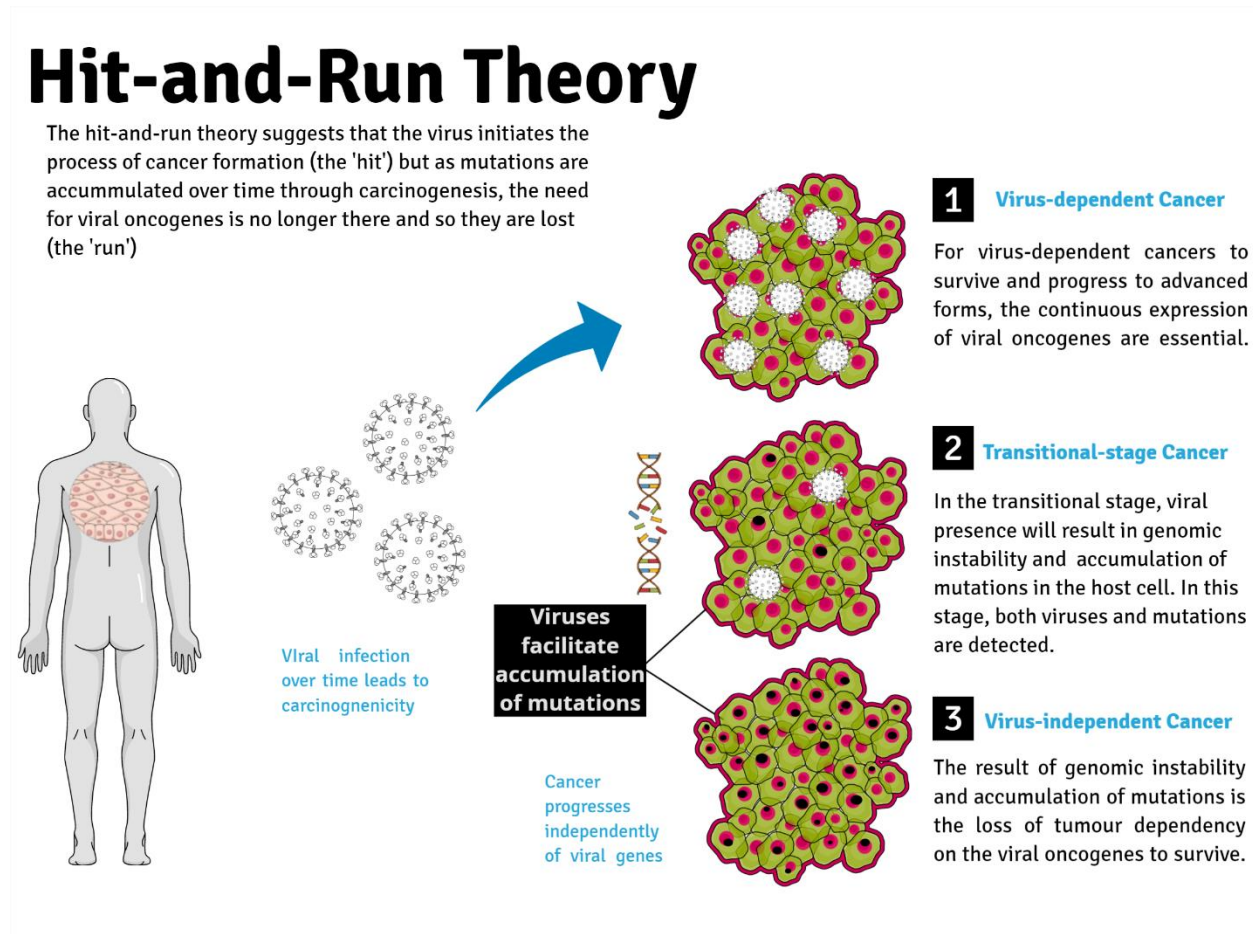 Hit-and-Run Theory
The hit-and-run theory suggests that the virus initiates the
process of cancer formation (the 'hit') but as mutations are
accummulated over time through carcinogenesis, the need
for viral oncogenes is no longer there and so they are lost
(the 'run')
1 Virus-dependent Cancer
For virus-dependent cancers to
survive and progress to advanced
forms, the continuous expression
of viral oncogenes are essential.
2 Transitional-stage Cancer
In the transitional stage, viral
presence will result in genomic
instability and accumulation of
mutations in the host cell. In this
stage, both viruses and mutations
are detected.
VIral infection
over time leads to
carcinognenicity
Viruses
facilitate
accumulation
of mutations
3 Virus-independent Cancer
The result of genomic instability
and accumulation of mutations is
the loss of tumour dependency
on the viral oncogenes to survive.
Cancer
progresses
independently
of viral genes